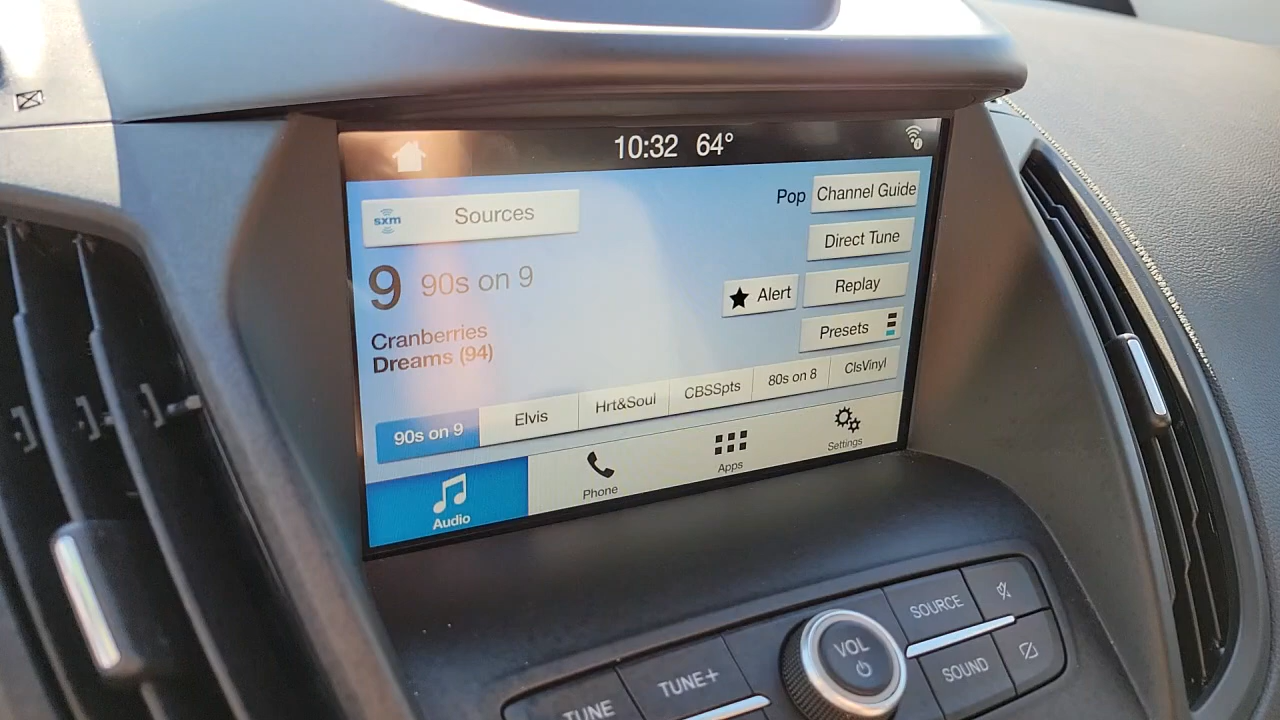 10:32 64°
sxm Sources
Pop Channel Guide
Direct Tune
9 90s on 9
Alert Replay
Presets
Cranberries
Dreams (94)
90s on 9 Elvis Hrt&Soul CBSSpts 80s on 8 ClsVinyl
Audio Phone Apps Settings
TUNE TUNE+ VOL SOURCE
SOUND